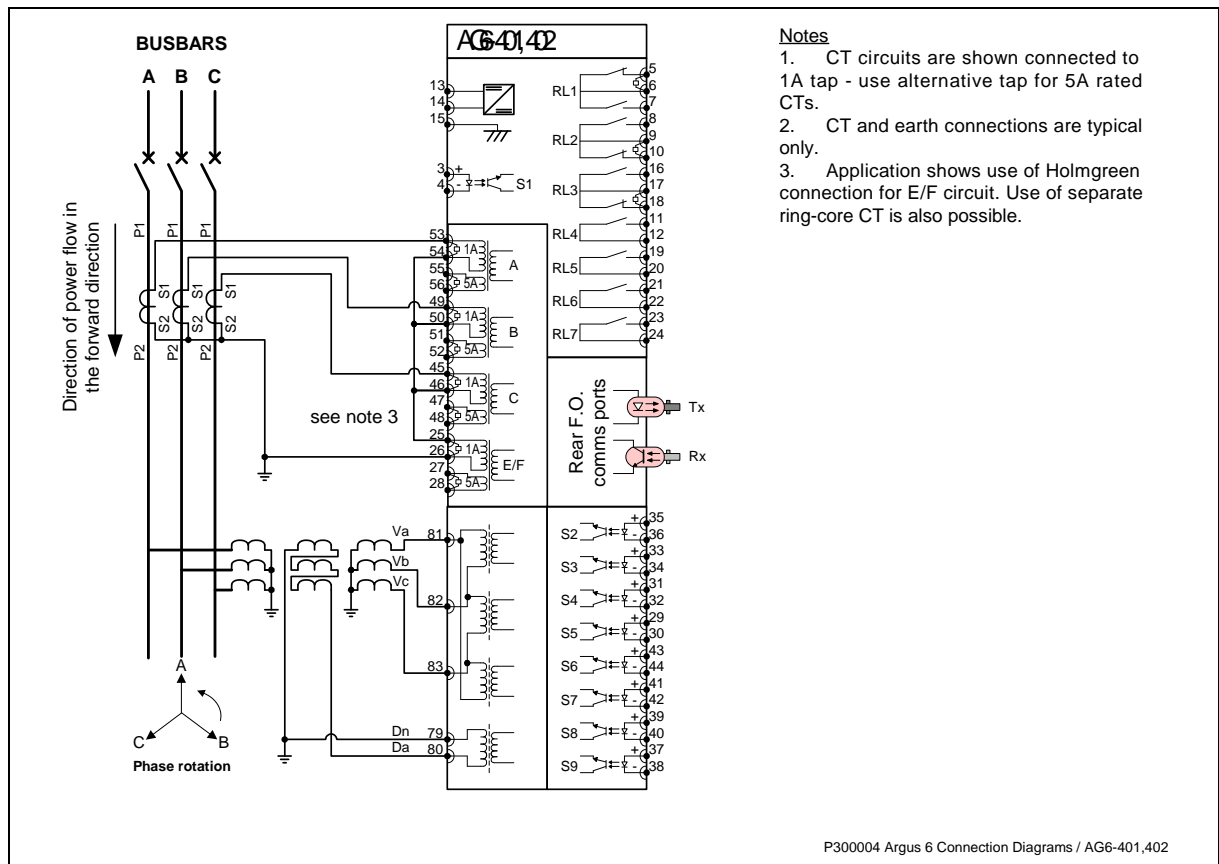 BUSBARS
A B C
Direction of power flow in
the forward direction
P1 P1 P1
S1 S1 S1
S2 S2 S2
P2 P2 P2
see note 3
AG6-401,402
13
14
15
3 +
4 -
S1
53
54
55
56
1A
5A
A
49
50
51
52
1A
5A
B
45
46
47
48
1A
5A
C
25
26
27
28
1A
5A
E/F
RL1
5
6
7
RL2
8
9
10
RL3
16
17
18
RL4
11
12
RL5
19
20
RL6
21
22
RL7
23
24
Rear F.O.
comms ports
Tx
Rx
Va 81
Vb
Vc
82
83
Dn 79
Da 80
S2 + 35
- 36
S3 + 33
- 34
S4 + 31
- 32
S5 + 29
- 30
S6 + 43
- 44
S7 + 41
- 42
S8 + 39
- 40
S9 + 37
- 38
A
C B
Phase rotation
Notes
1. CT circuits are shown connected to
1A tap - use alternative tap for 5A rated
CTs.
2. CT and earth connections are typical
only.
3. Application shows use of Holmgreen
connection for E/F circuit. Use of separate
ring-core CT is also possible.
P300004 Argus 6 Connection Diagrams / AG6-401,402